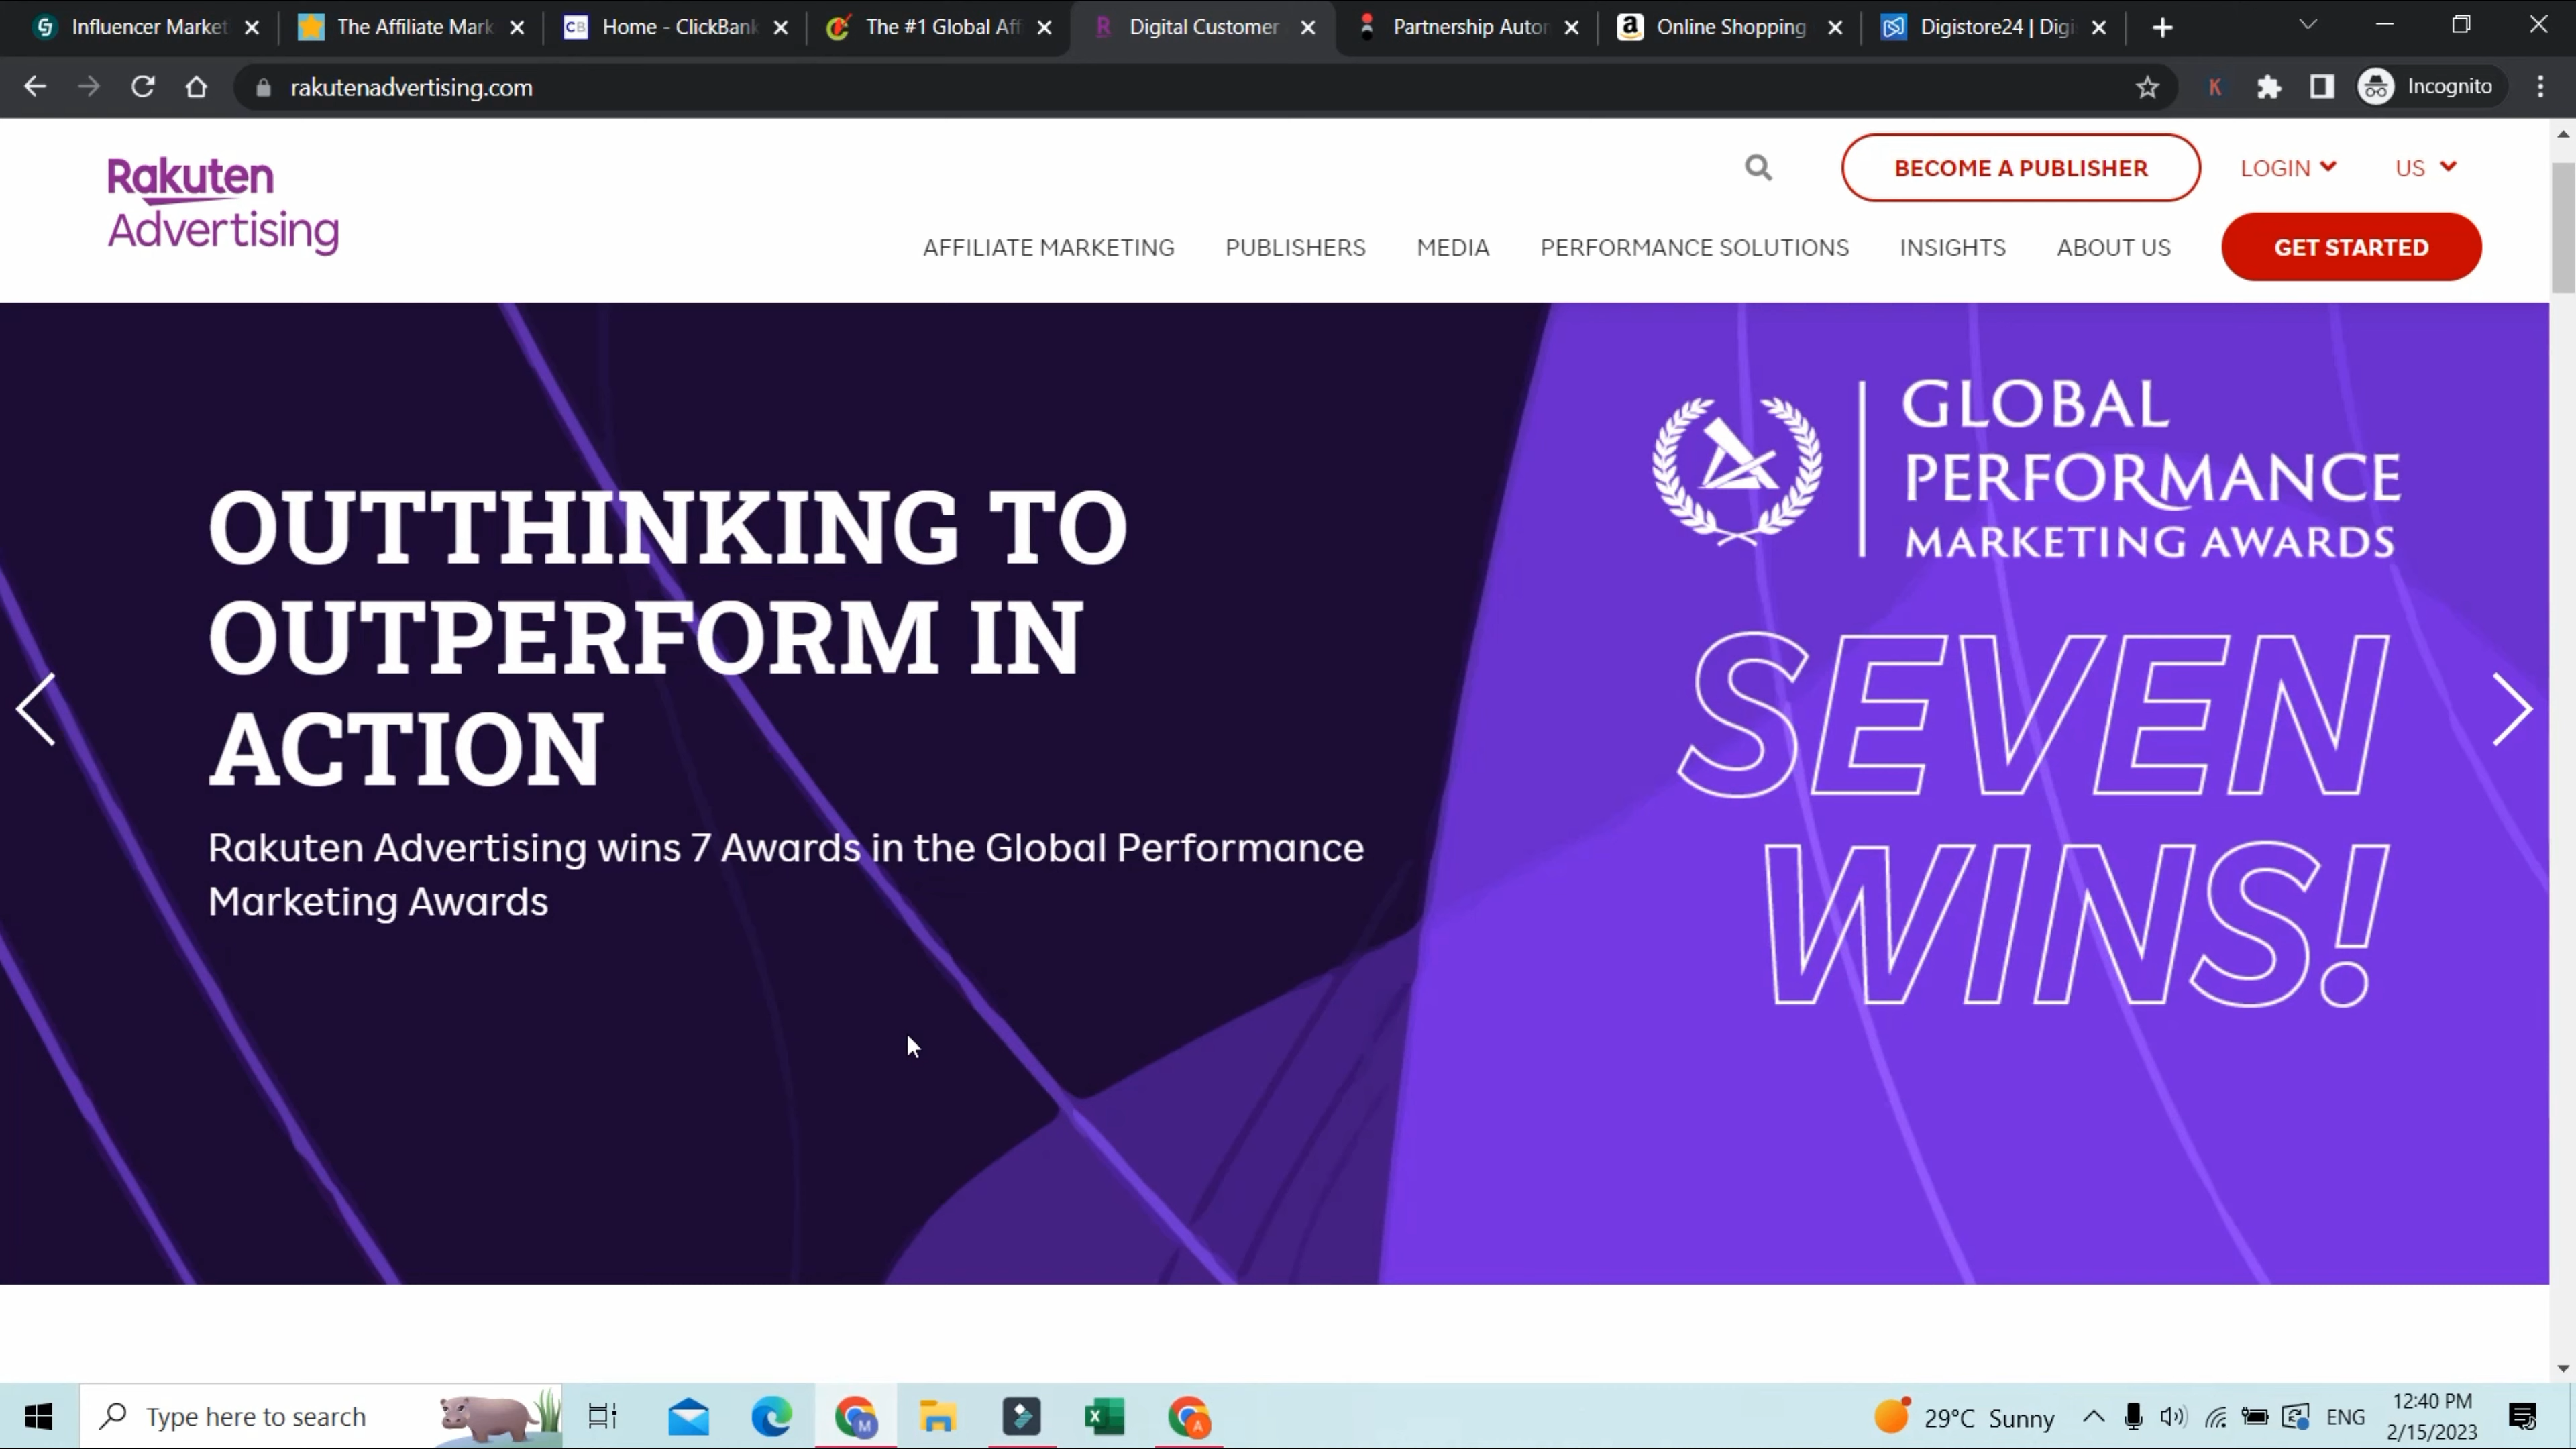 Influencer Market
The Affiliate Mark
CB Home - ClickBank
The #1 Global Aff
R Digital Customer
Partnership Auton
a Online Shopping
Digistore24 | Digi
rakutenadvertising.com
K
Incognito
Rakuten
Advertising
BECOME A PUBLISHER
LOGIN
US
AFFILIATE MARKETING
PUBLISHERS
MEDIA
PERFORMANCE SOLUTIONS
INSIGHTS
ABOUT US
GET STARTED
OUTTHINKING TO
OUTPERFORM IN
ACTION
Rakuten Advertising wins 7 Awards in the Global Performance
Marketing Awards
GLOBAL
PERFORMANCE
MARKETING AWARDS
SEVEN
WINS!
Type here to search
M
A
29°C Sunny
ENG
12:40 PM
2/15/2023